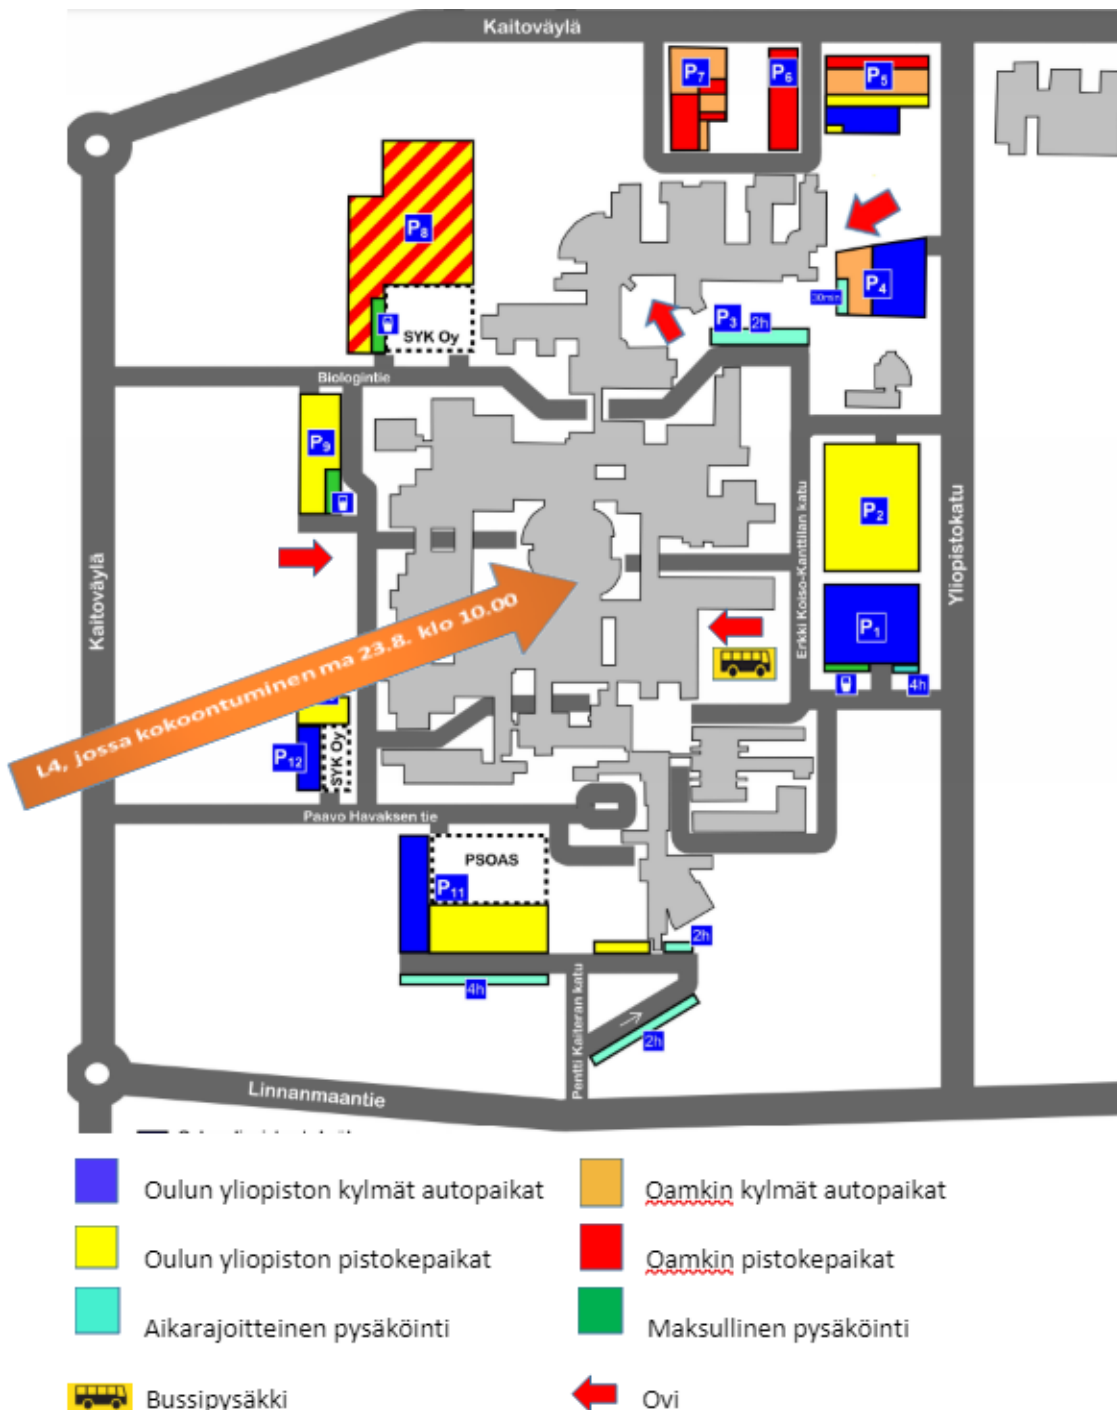 Kaitoväylä
P7
P6
P5
P8
P4
30min
P3
2h
SYK Oy
Biologintie
P9
P2
Kaitoväylä
Erkki Koiso-Kanttilan katu
Yliopistokatu
L4, jossa kokoontuminen ma 23.8. klo 10.00
P1
4h
P12
SYK Oy
Paavo Havaksen tie
PSOAS
P11
2h
4h
Pentti Kaiteran katu
2h
Linnanmaantie
Oulun yliopiston kylmät autopaikat
Oamkin kylmät autopaikat
Oulun yliopiston pistokepaikat
Oamkin pistokepaikat
Aikarajoitteinen pysäköinti
Maksullinen pysäköinti
Bussipysäkki
Ovi